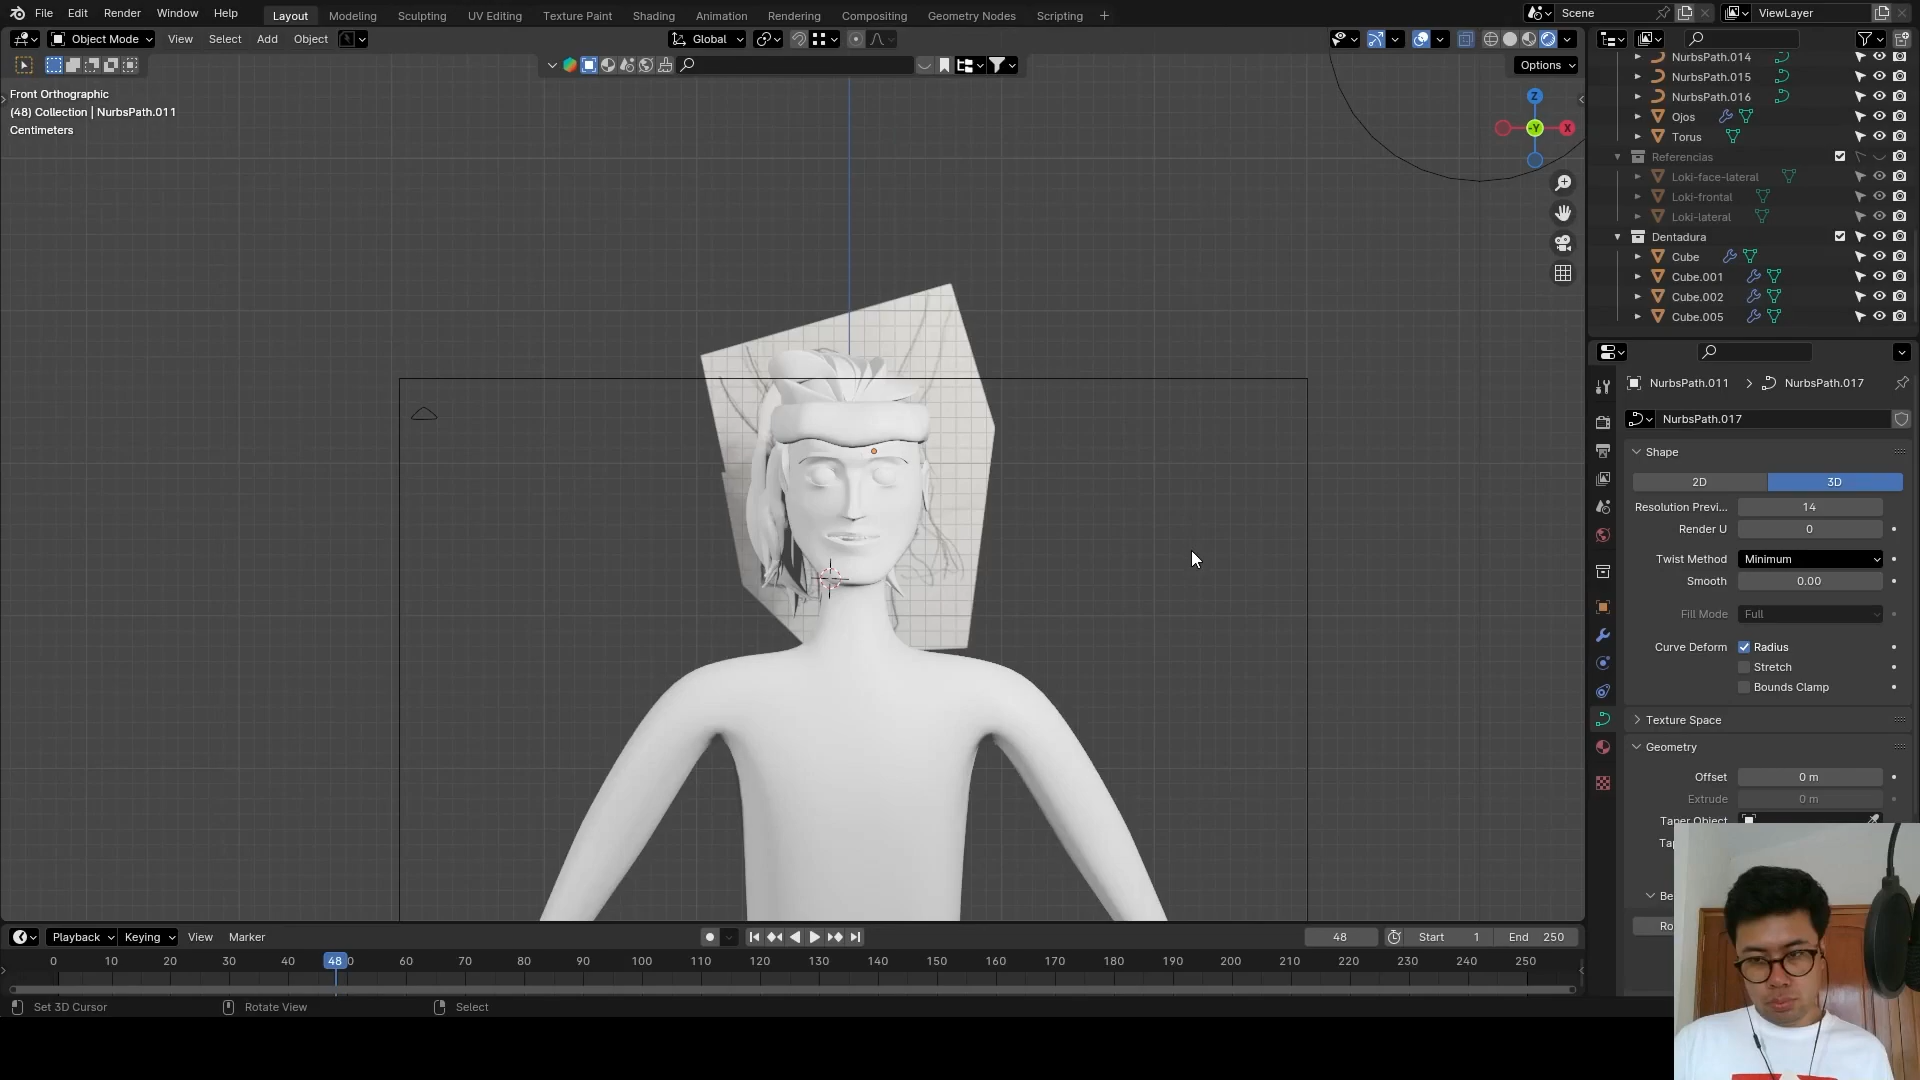 File Edit Render Window Help
Layout Modeling Sculpting UV Editing Texture Paint Shading Animation Rendering Compositing Geometry Nodes Scripting +
Scene
ViewLayer
Object Mode View Select Add Object
Global
Options
Front Orthographic
(48) Collection | NurbsPath.011
Centimeters
Z
-Y
X
NurbsPath.014
NurbsPath.015
NurbsPath.016
Ojos
Torus
Referencias
Loki-face-lateral
Loki-frontal
Loki-lateral
Dentadura
Cube
Cube.001
Cube.002
Cube.005
NurbsPath.011 > NurbsPath.017
NurbsPath.017
Shape
2D 3D
Resolution Previ... 14
Render U 0
Twist Method Minimum
Smooth 0.00
Fill Mode Full
Curve Deform Radius
Stretch
Bounds Clamp
Texture Space
Geometry
Offset 0 m
Extrude 0 m
Taper Object
Playback Keying View Marker
48 Start 1 End 250
0 10 20 30 40 48 60 70 80 90 100 110 120 130 140 150 160 170 180 190 200 210 220 230 240 250
Set 3D Cursor Rotate View Select